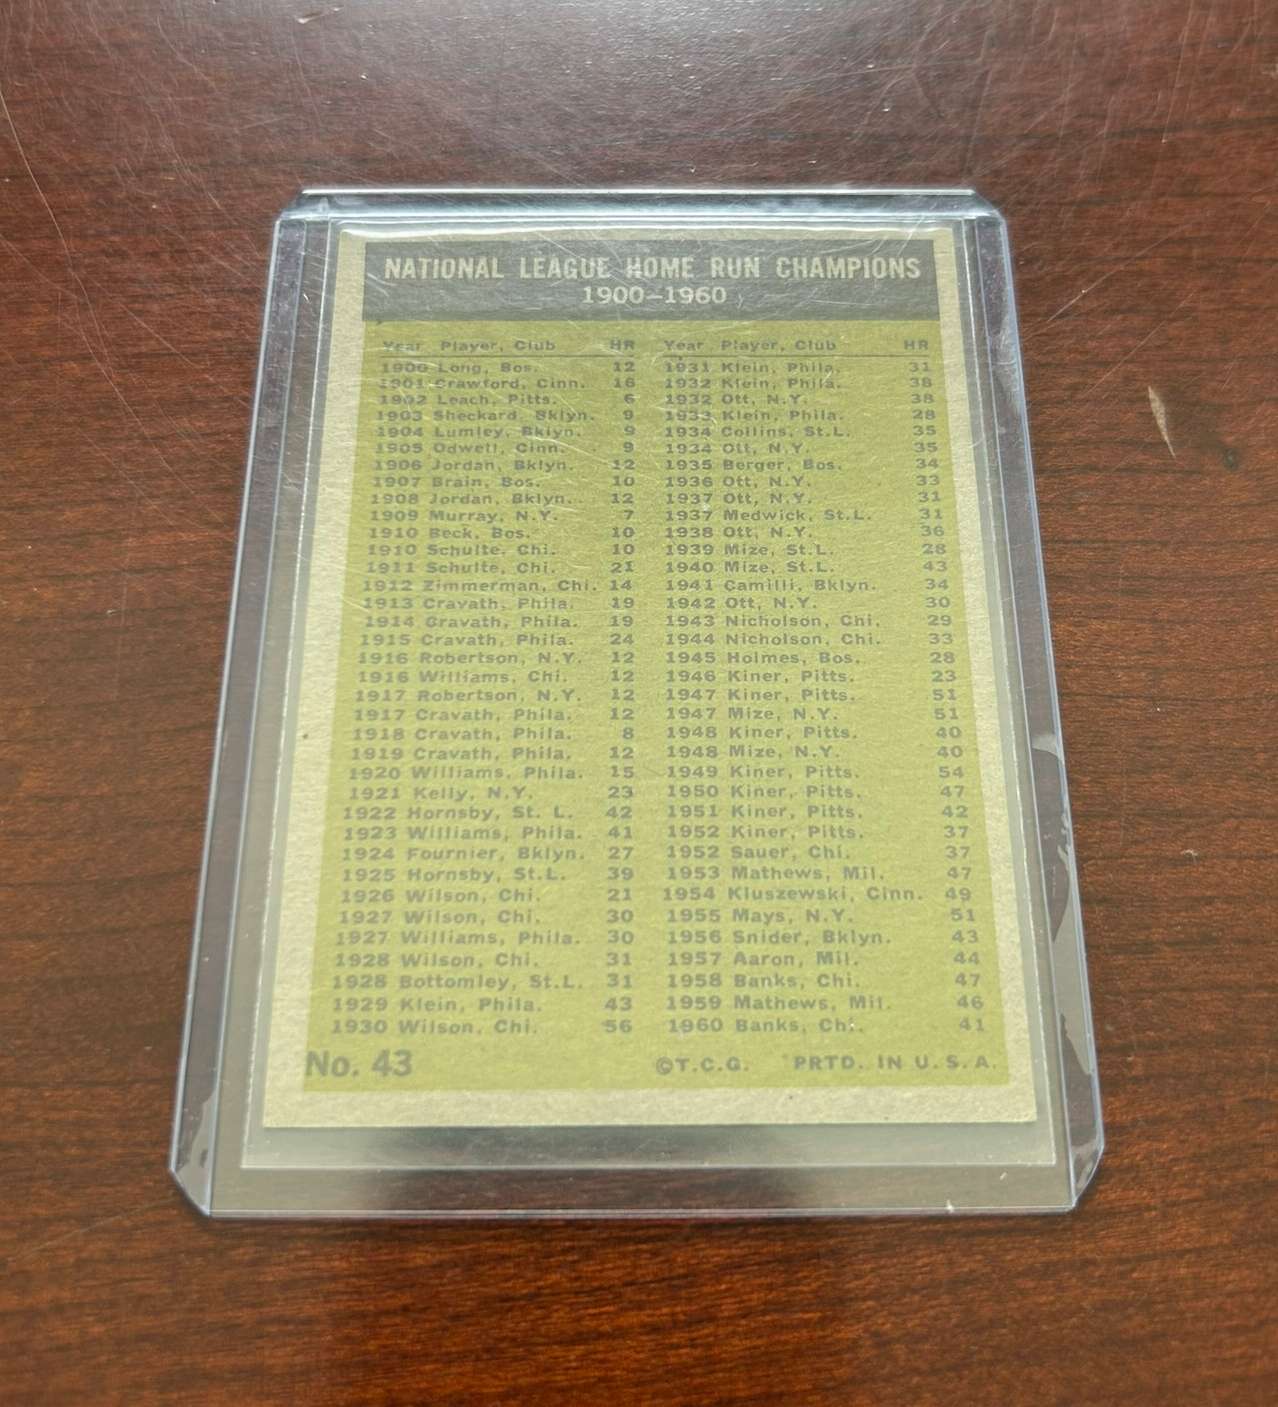 NATIONAL LEAGUE HOME RUN CHAMPIONS
1900-1960
Year Player, Club HR
1900 Long, Bos. 12
1901 Crawford, Cinn. 16
1902 Leach, Pitts. 6
1903 Sheckard, Bklyn. 9
1904 Lumley, Bklyn. 9
1905 Odwell, Cinn. 9
1906 Jordan, Bklyn. 12
1907 Brain, Bos. 10
1908 Jordan, Bklyn. 12
1909 Murray, N.Y. 7
1910 Beck, Bos. 10
1910 Schulte, Chi. 10
1911 Schulte, Chi. 21
1912 Zimmerman, Chi. 14
1913 Cravath, Phila. 19
1914 Cravath, Phila. 19
1915 Cravath, Phila. 24
1916 Robertson, N.Y. 12
1916 Williams, Chi. 12
1917 Robertson, N.Y. 12
1917 Cravath, Phila. 12
1918 Cravath, Phila. 8
1919 Cravath, Phila. 12
1920 Williams, Phila. 15
1921 Kelly, N.Y. 23
1922 Hornsby, St. L. 42
1923 Williams, Phila. 41
1924 Fournier, Bklyn. 27
1925 Hornsby, St.L. 39
1926 Wilson, Chi. 21
1927 Wilson, Chi. 30
1927 Williams, Phila. 30
1928 Wilson, Chi. 31
1928 Bottomley, St.L. 31
1929 Klein, Phila. 43
1930 Wilson, Chi. 56
Year Player, Club HR
1931 Klein, Phila. 31
1932 Klein, Phila. 38
1932 Ott, N.Y. 38
1933 Klein, Phila. 28
1934 Collins, St.L. 35
1934 Ott, N.Y. 35
1935 Berger, Bos. 34
1936 Ott, N.Y. 33
1937 Ott, N.Y. 31
1937 Medwick, St.L. 31
1938 Ott, N.Y. 36
1939 Mize, St.L. 28
1940 Mize, St.L. 43
1941 Camilli, Bklyn. 34
1942 Ott, N.Y. 30
1943 Nicholson, Chi. 29
1944 Nicholson, Chi. 33
1945 Holmes, Bos. 28
1946 Kiner, Pitts. 23
1947 Kiner, Pitts. 51
1947 Mize, N.Y. 51
1948 Kiner, Pitts. 40
1948 Mize, N.Y. 40
1949 Kiner, Pitts. 54
1950 Kiner, Pitts. 47
1951 Kiner, Pitts. 42
1952 Kiner, Pitts. 37
1952 Sauer, Chi. 37
1953 Mathews, Mil. 47
1954 Kluszewski, Cinn. 49
1955 Mays, N.Y. 51
1956 Snider, Bklyn. 43
1957 Aaron, Mil. 44
1958 Banks, Chi. 47
1959 Mathews, Mil. 46
1960 Banks, Chi. 41
No. 43 ©T.C.G. PRTD. IN U.S.A.